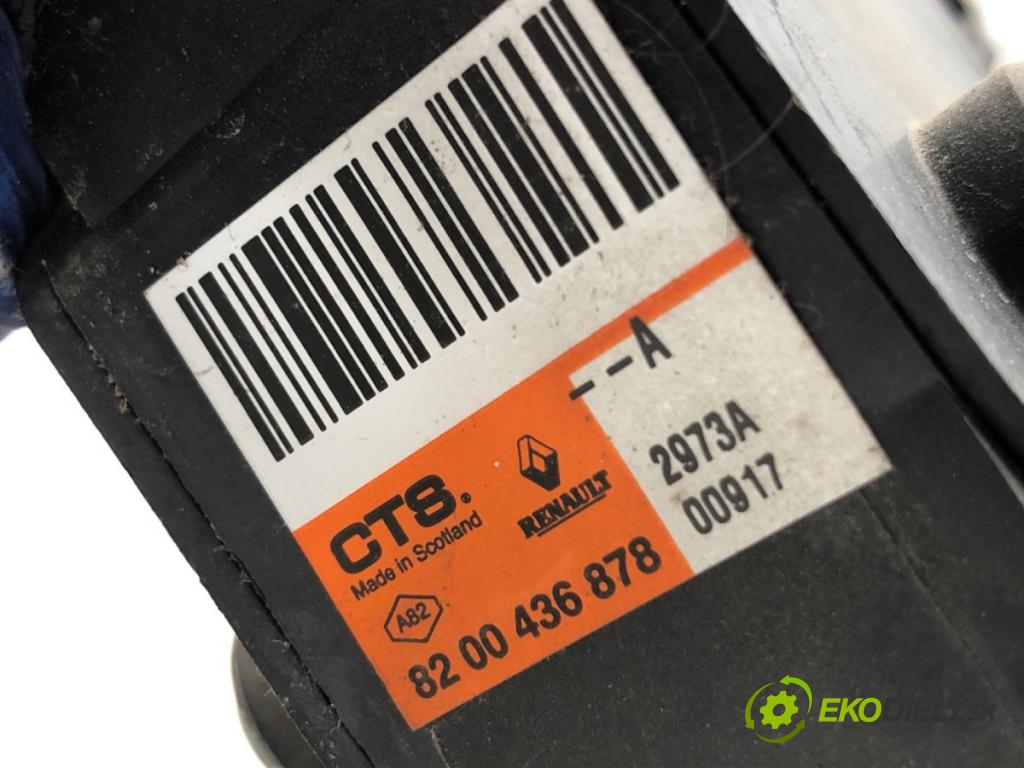 --A
2973A
00917
CTS.
Made in Scotland
RENAULT
A82
82 00 436 878
EKODIELY.sk